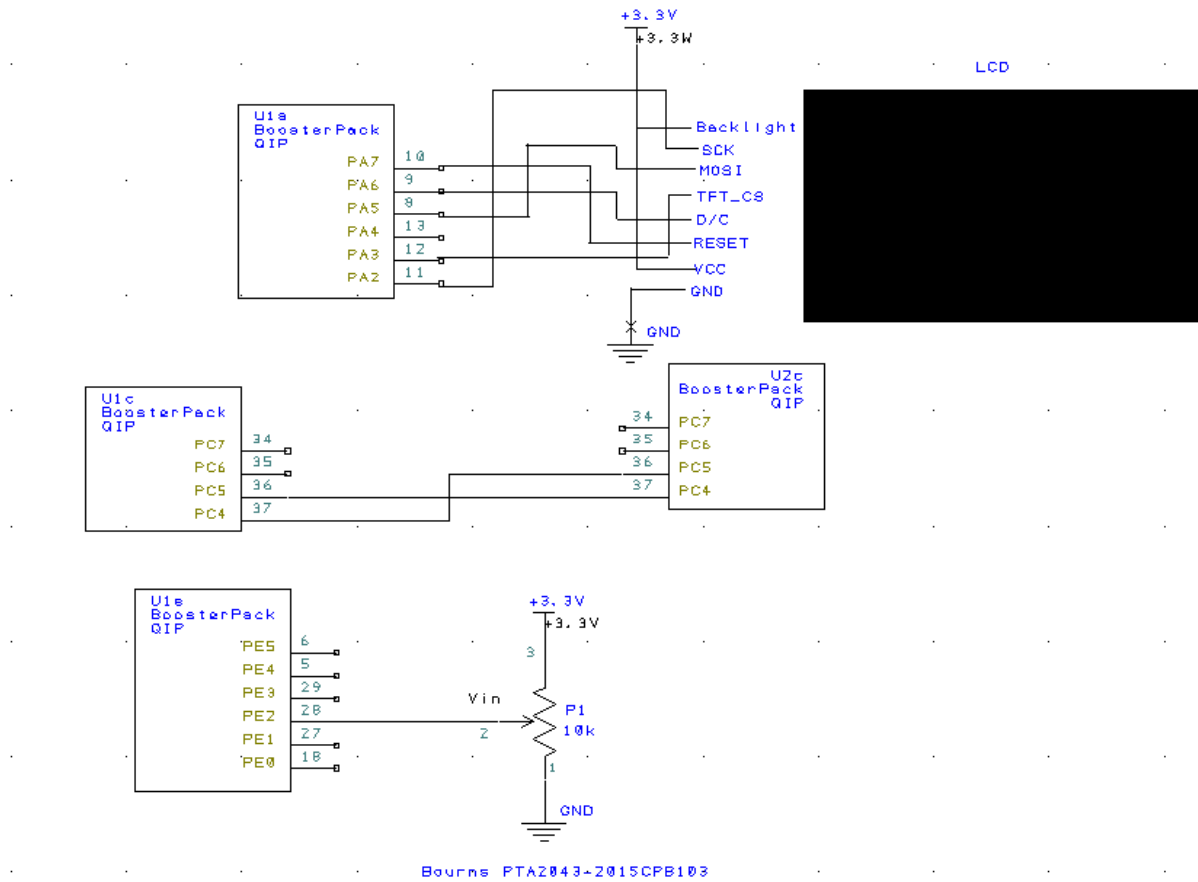 +3.3V
+3.3W
LCD
U1a
BoosterPack
QIP
PA7 10
PA6 9
PA5 8
PA4 13
PA3 12
PA2 11
Backlight
SCK
MOSI
TFT_CS
D/C
RESET
VCC
GND
GND
U1c
BoosterPack
QIP
PC7 34
PC6 35
PC5 36
PC4 37
U2c
BoosterPack
QIP
34 PC7
35 PC6
36 PC5
37 PC4
U1e
BoosterPack
QIP
PE5 6
PE4 5
PE3 29
PE2 28
PE1 27
PE0 18
+3.3V
+3.3V
3
Vin
2
P1
10k
1
GND
Bourns PTA2043-2015CPB103